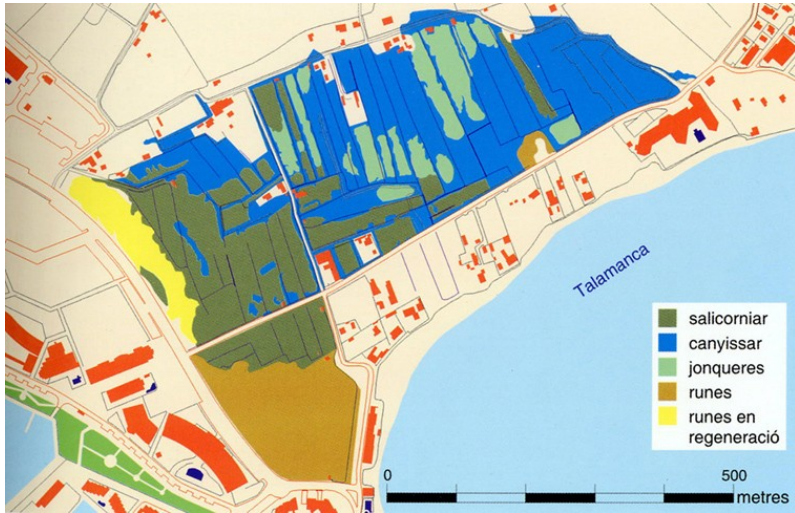 Talamanca
salicorniar
canyissar
jonqueres
runes
runes en
regeneració
0
500
metres